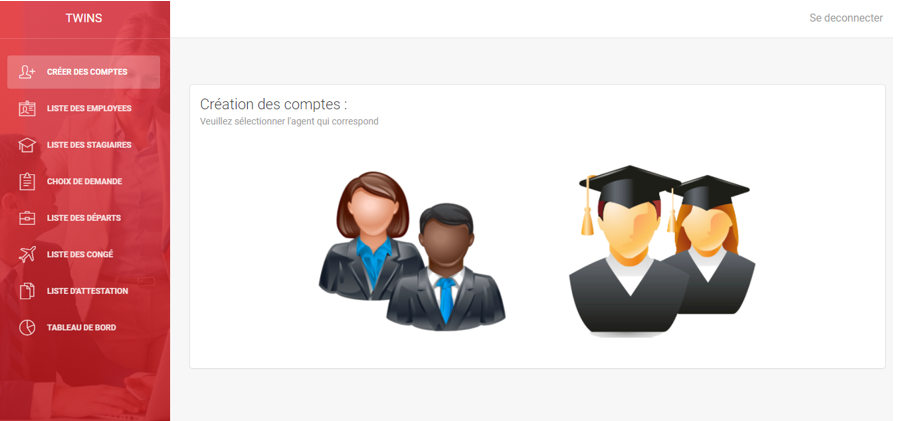 TWINS
Se deconnecter
CRÉER DES COMPTES
LISTE DES EMPLOYEES
LISTE DES STAGIAIRES
CHOIX DE DEMANDE
LISTE DES DÉPARTS
LISTE DES CONGÉ
LISTE D'ATTESTATION
TABLEAU DE BORD
Création des comptes :
Veuillez sélectionner l'agent qui correspond